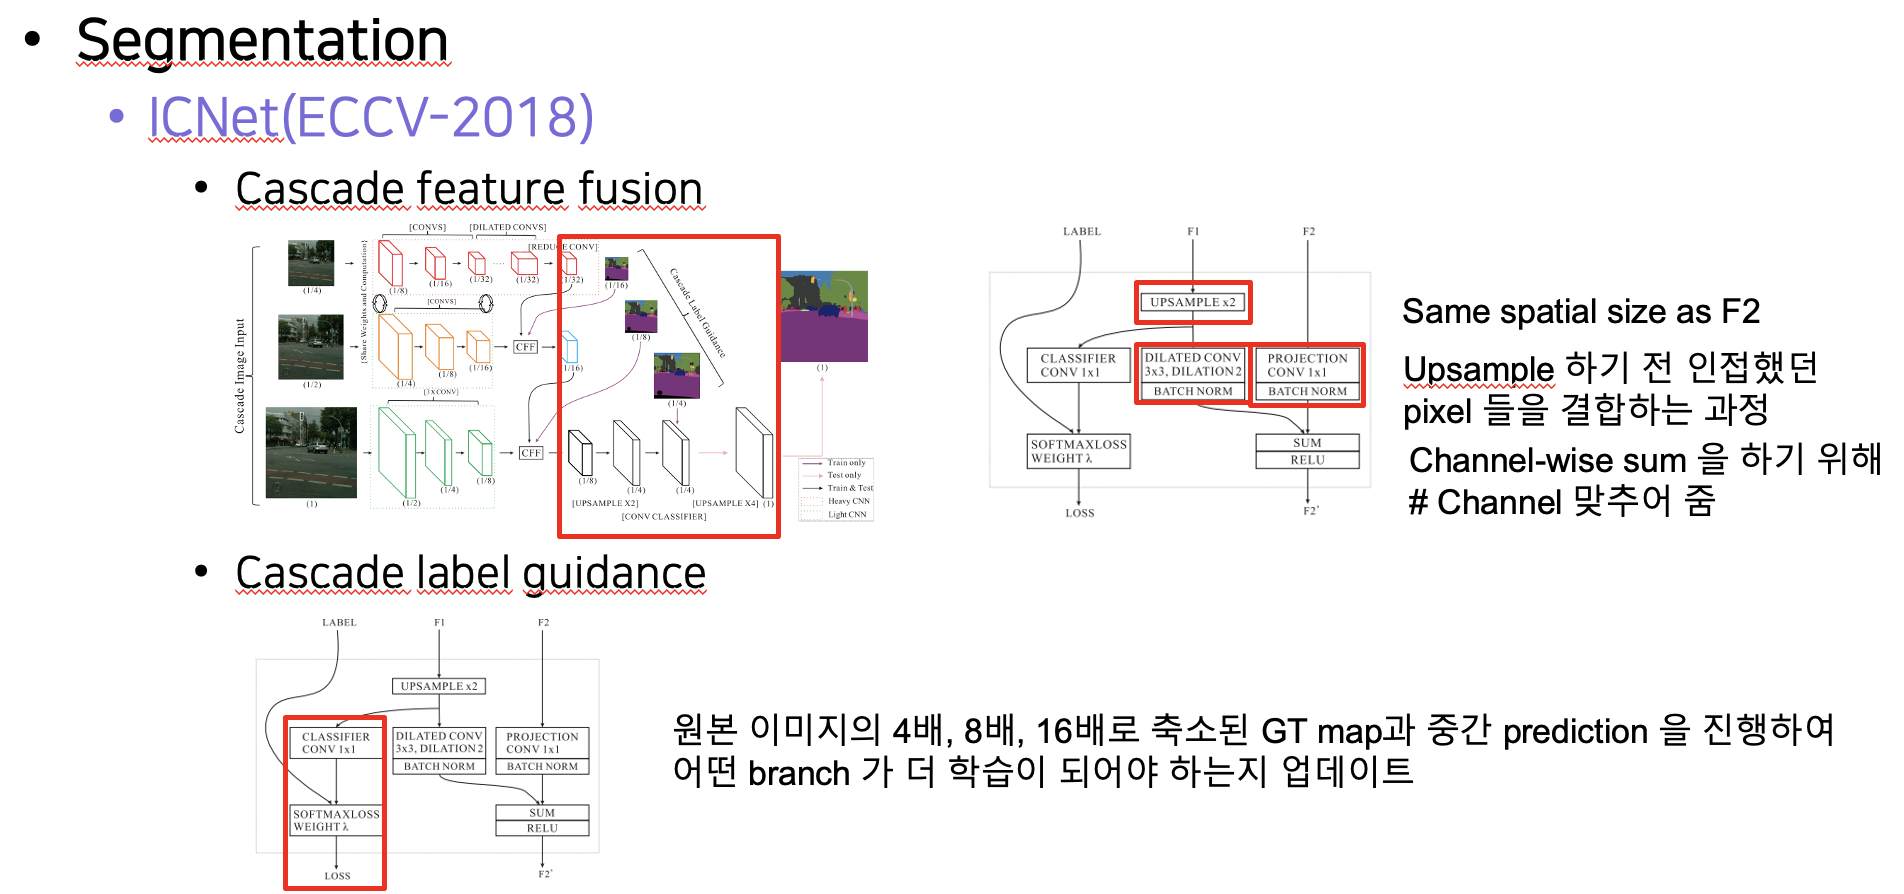 Segmentation
ICNet(ECCV-2018)
Cascade feature fusion
[CONVS]
[DILATED CONVS]
[REDUCE CONV]
(1/4)
(1/8)
(1/16)
(1/32)
(1/32)
(1/32)
(1/16)
[Share Weights and Computation]
[CONVS]
Cascade Label Guidance
Cascade Image Input
(1/2)
(1/4)
(1/8)
(1/16)
CFF
(1/16)
(1/8)
[3 X CONV]
(1/4)
(1)
(1)
(1/2)
(1/4)
(1/8)
CFF
(1/8)
(1/4)
(1/4)
[UPSAMPLE X2]
[UPSAMPLE X4]
(1)
[CONV CLASSIFIER]
Train only
Test only
Train & Test
Heavy CNN
Light CNN
LABEL
F1
F2
UPSAMPLE x2
CLASSIFIER
CONV 1x1
DILATED CONV
3x3, DILATION 2
BATCH NORM
PROJECTION
CONV 1x1
BATCH NORM
SOFTMAXLOSS
WEIGHT λ
SUM
RELU
LOSS
F2'
Same spatial size as F2
Upsample 하기 전 인접했던
pixel 들을 결합하는 과정
Channel-wise sum 을 하기 위해
# Channel 맞추어 줌
Cascade label guidance
LABEL
F1
F2
UPSAMPLE x2
CLASSIFIER
CONV 1x1
DILATED CONV
3x3, DILATION 2
BATCH NORM
PROJECTION
CONV 1x1
BATCH NORM
SOFTMAXLOSS
WEIGHT λ
SUM
RELU
LOSS
F2'
원본 이미지의 4배, 8배, 16배로 축소된 GT map과 중간 prediction 을 진행하여
어떤 branch 가 더 학습이 되어야 하는지 업데이트